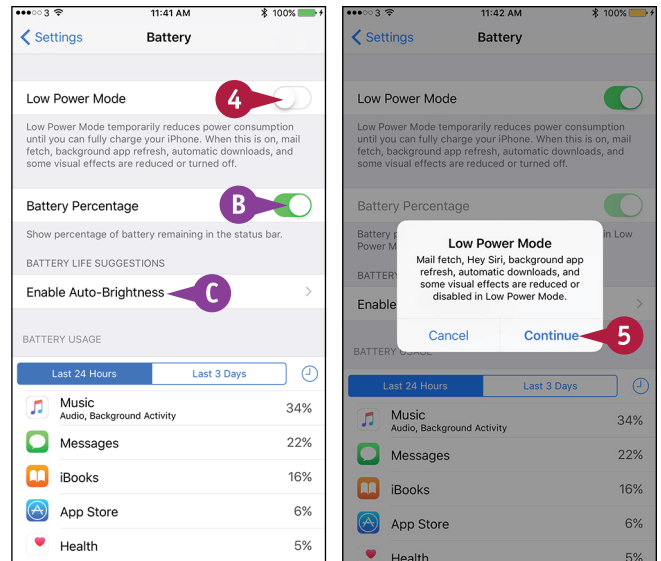 3 11:41 AM 100%
Settings Battery
Low Power Mode 4
Low Power Mode temporarily reduces power consumption
until you can fully charge your iPhone. When this is on, mail
fetch, background app refresh, automatic downloads, and
some visual effects are reduced or turned off.
Battery Percentage B
Show percentage of battery remaining in the status bar.
BATTERY LIFE SUGGESTIONS
Enable Auto-Brightness C
BATTERY USAGE
Last 24 Hours Last 3 Days
Music 34%
Audio, Background Activity
Messages 22%
iBooks 16%
App Store 6%
Health 5%
3 11:42 AM 100%
Settings Battery
Low Power Mode
Low Power Mode temporarily reduces power consumption
until you can fully charge your iPhone. When this is on, mail
fetch, background app refresh, automatic downloads, and
some visual effects are reduced or turned off.
Battery Percentage
Battery p in Low
Power M
BATTERY
Enable
Low Power Mode
Mail fetch, Hey Siri, background app
refresh, automatic downloads, and
some visual effects are reduced or
disabled in Low Power Mode.
Cancel Continue 5
BATTERY USAGE
Last 24 Hours Last 3 Days
Music 34%
Audio, Background Activity
Messages 22%
iBooks 16%
App Store 6%
Health 5%